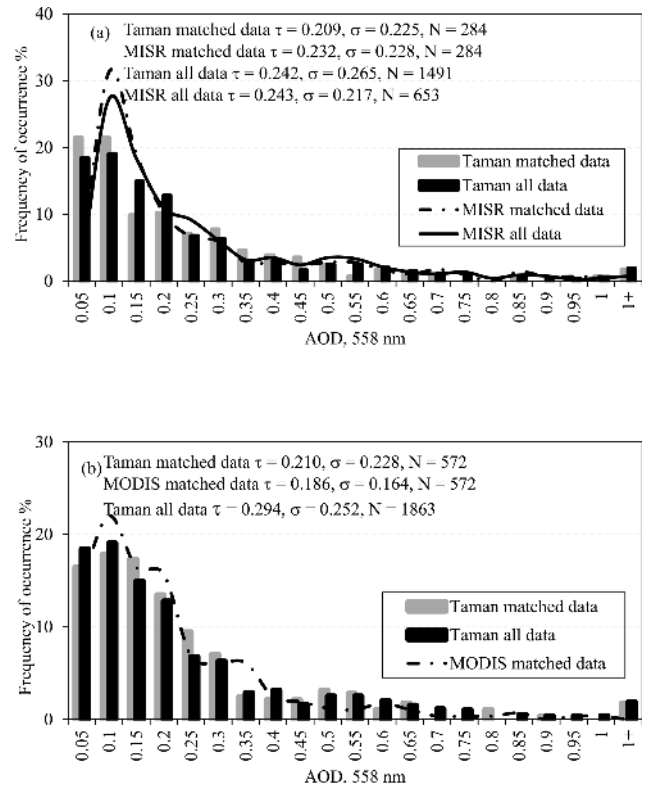 (a)
Taman matched data τ = 0.209, σ = 0.225, N = 284
MISR matched data τ = 0.232, σ = 0.228, N = 284
Taman all data τ = 0.242, σ = 0.265, N = 1491
MISR all data τ = 0.243, σ = 0.217, N = 653
Frequency of occurrence %
40
30
20
10
0
Taman matched data
Taman all data
MISR matched data
MISR all data
0.05 0.1 0.15 0.2 0.25 0.3 0.35 0.4 0.45 0.5 0.55 0.6 0.65 0.7 0.75 0.8 0.85 0.9 0.95 1 1+
AOD, 558 nm
(b)
Taman matched data τ = 0.210, σ = 0.228, N = 572
MODIS matched data τ = 0.186, σ = 0.164, N = 572
Taman all data τ = 0.294, σ = 0.252, N = 1863
Frequency of occurrence %
30
20
10
0
Taman matched data
Taman all data
MODIS matched data
0.05 0.1 0.15 0.2 0.25 0.3 0.35 0.4 0.45 0.5 0.55 0.6 0.65 0.7 0.75 0.8 0.85 0.9 0.95 1 1+
AOD. 558 nm